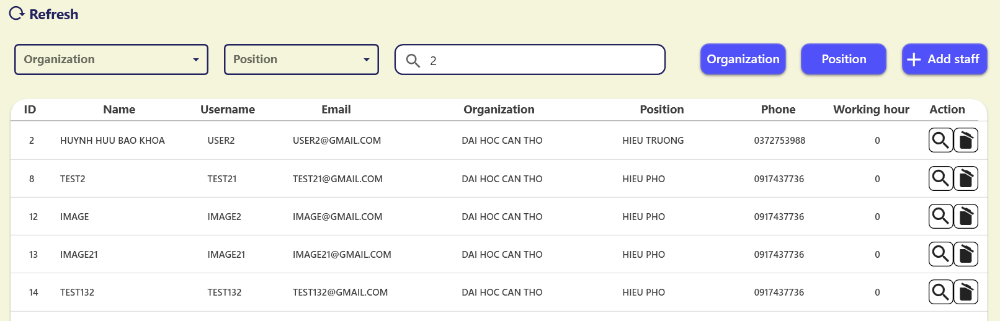 Refresh
Organization Position 2 Organization Position Add staff
ID Name Username Email Organization Position Phone Working hour Action
2 HUYNH HUU BAO KHOA USER2 USER2@GMAIL.COM DAI HOC CAN THO HIEU TRUONG 0372753988 0
8 TEST2 TEST21 TEST21@GMAIL.COM DAI HOC CAN THO HIEU PHO 0917437736 0
12 IMAGE IMAGE2 IMAGE@GMAIL.COM DAI HOC CAN THO HIEU PHO 0917437736 0
13 IMAGE21 IMAGE21 IMAGE21@GMAIL.COM DAI HOC CAN THO HIEU PHO 0917437736 0
14 TEST132 TEST132 TEST132@GMAIL.COM DAI HOC CAN THO HIEU PHO 0917437736 0